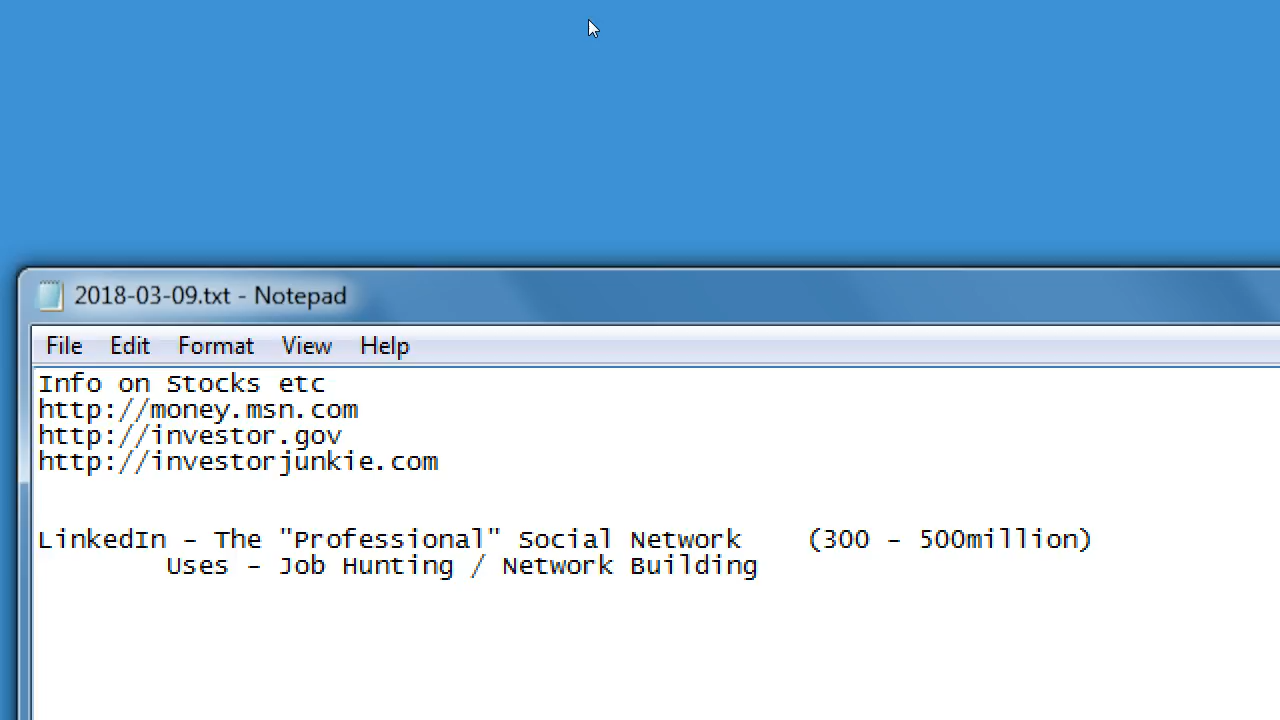 2018-03-09.txt - Notepad
File Edit Format View Help
Info on Stocks etc
http://money.msn.com
http://investor.gov
http://investorjunkie.com
LinkedIn - The "Professional" Social Network (300 - 500million)
Uses - Job Hunting / Network Building